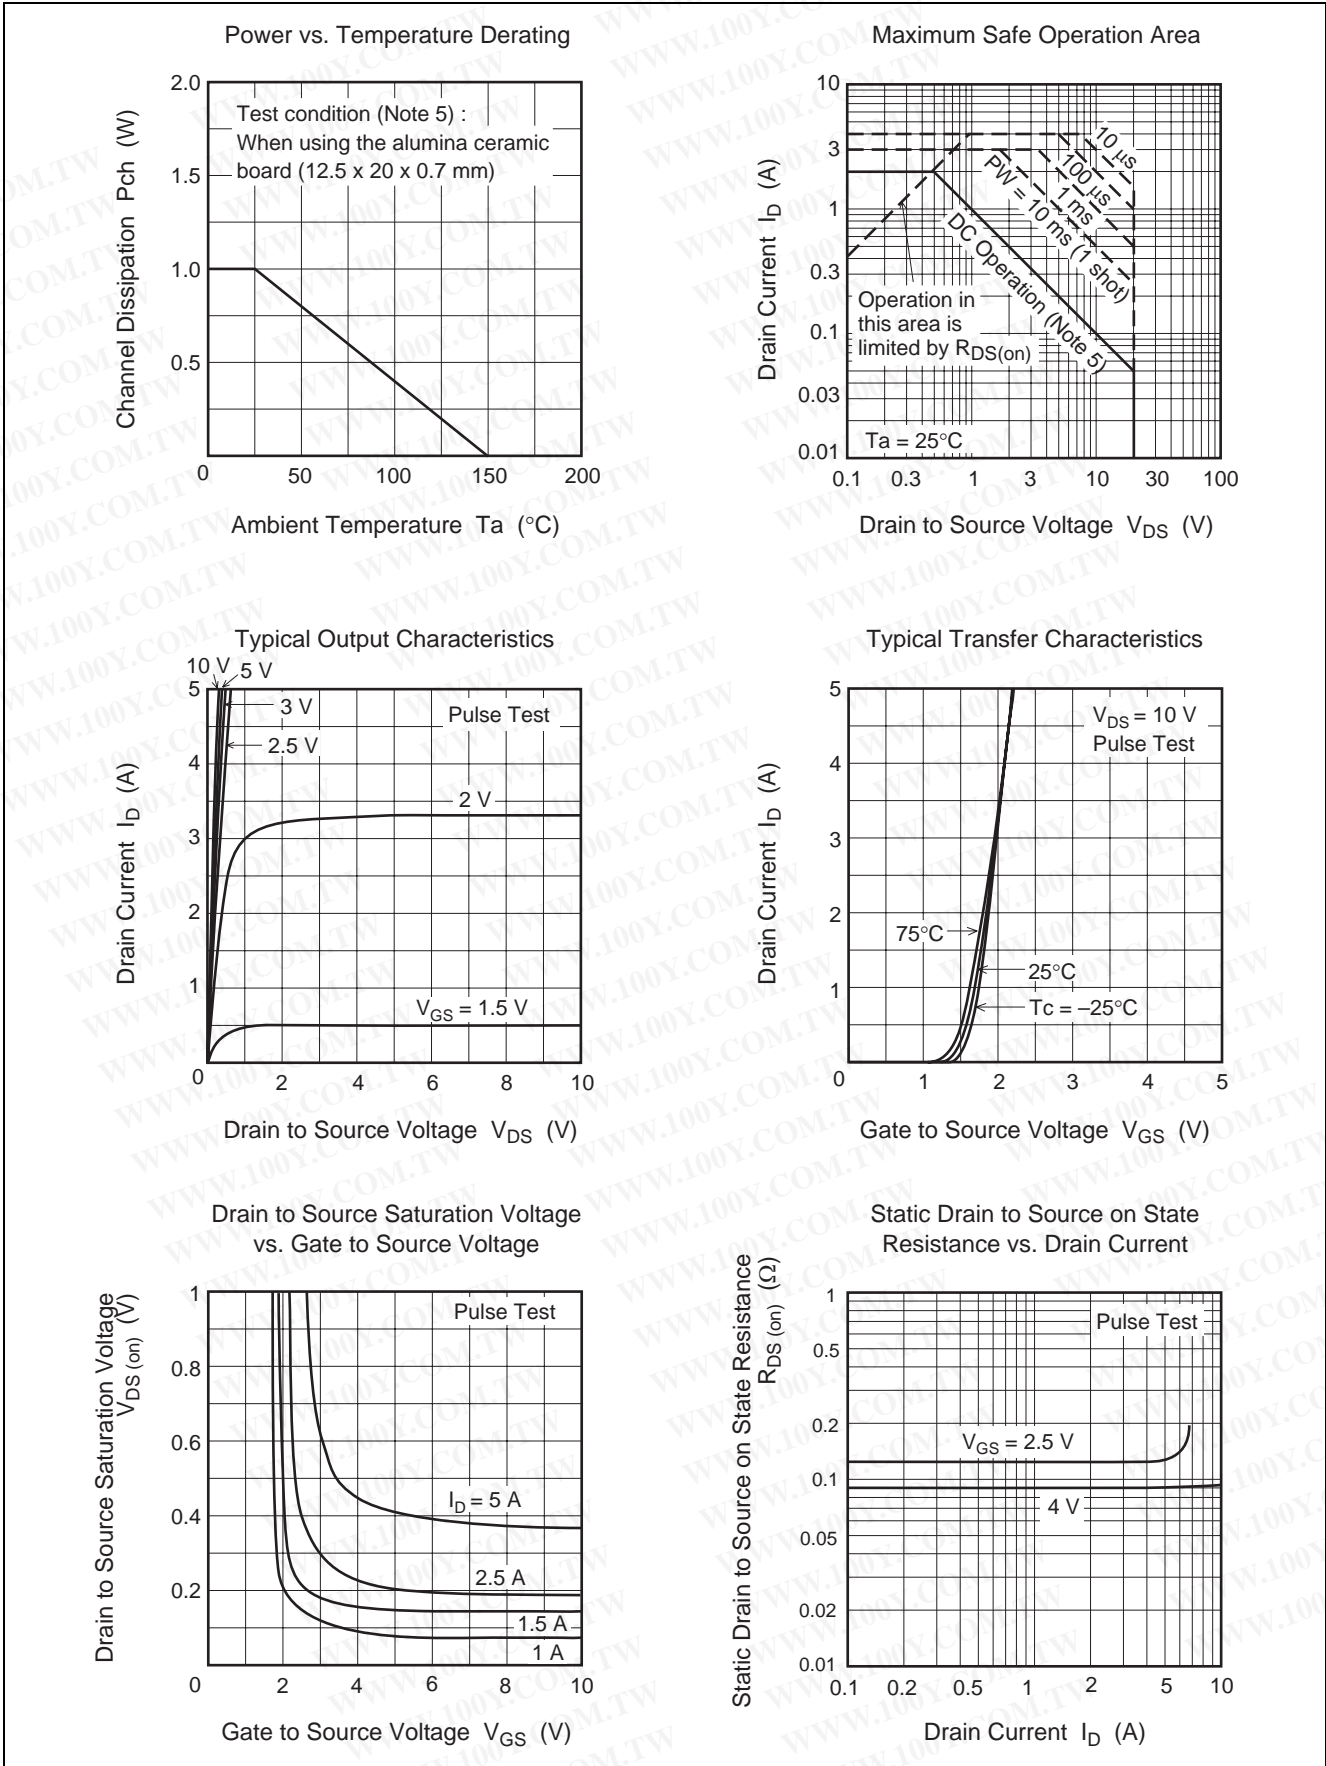 Power vs. Temperature Derating
2.0
1.5
1.0
0.5
0
50
100
150
200
Channel Dissipation Pch (W)
Test condition (Note 5) :
When using the alumina ceramic
board (12.5 x 20 x 0.7 mm)
Ambient Temperature Ta (°C)
Maximum Safe Operation Area
10
3
1
0.3
0.1
0.03
0.01
0.1
0.3
1
3
10
30
100
Drain Current ID (A)
10 µs
100 µs
1 ms
PW = 10 ms (1 shot)
DC Operation (Note 5)
Operation in
this area is
limited by RDS(on)
Ta = 25°C
Drain to Source Voltage VDS (V)
Typical Output Characteristics
10 V
5 V
3 V
2.5 V
Pulse Test
2 V
VGS = 1.5 V
5
4
3
2
1
0
2
4
6
8
10
Drain Current ID (A)
Drain to Source Voltage VDS (V)
Typical Transfer Characteristics
VDS = 10 V
Pulse Test
75°C
25°C
Tc = –25°C
5
4
3
2
1
0
1
2
3
4
5
Drain Current ID (A)
Gate to Source Voltage VGS (V)
Drain to Source Saturation Voltage
vs. Gate to Source Voltage
1
0.8
0.6
0.4
0.2
0
2
4
6
8
10
Drain to Source Saturation Voltage
VDS (on) (V)
Pulse Test
ID = 5 A
2.5 A
1.5 A
1 A
Gate to Source Voltage VGS (V)
Static Drain to Source on State
Resistance vs. Drain Current
1
0.5
0.2
0.1
0.05
0.02
0.01
0.1
0.2
0.5
1
2
5
10
Static Drain to Source on State Resistance
RDS (on) (Ω)
Pulse Test
VGS = 2.5 V
4 V
Drain Current ID (A)
WWW.100Y.COM.TW